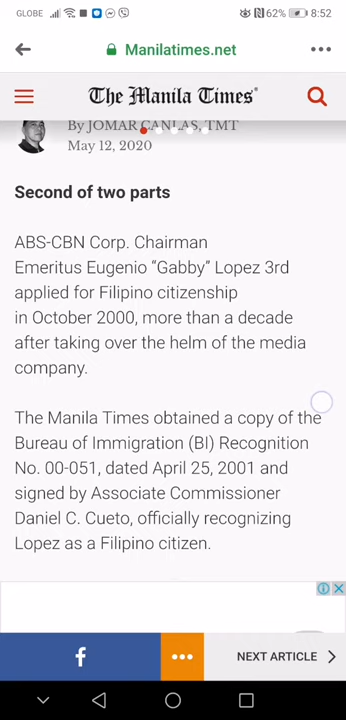 GLOBE 62% 8:52
Manilatimes.net
The Manila Times
By JOMAR CANLAS, TMT
May 12, 2020
Second of two parts
ABS-CBN Corp. Chairman
Emeritus Eugenio “Gabby” Lopez 3rd
applied for Filipino citizenship
in October 2000, more than a decade
after taking over the helm of the media
company.
The Manila Times obtained a copy of the
Bureau of Immigration (BI) Recognition
No. 00-051, dated April 25, 2001 and
signed by Associate Commissioner
Daniel C. Cueto, officially recognizing
Lopez as a Filipino citizen.
NEXT ARTICLE